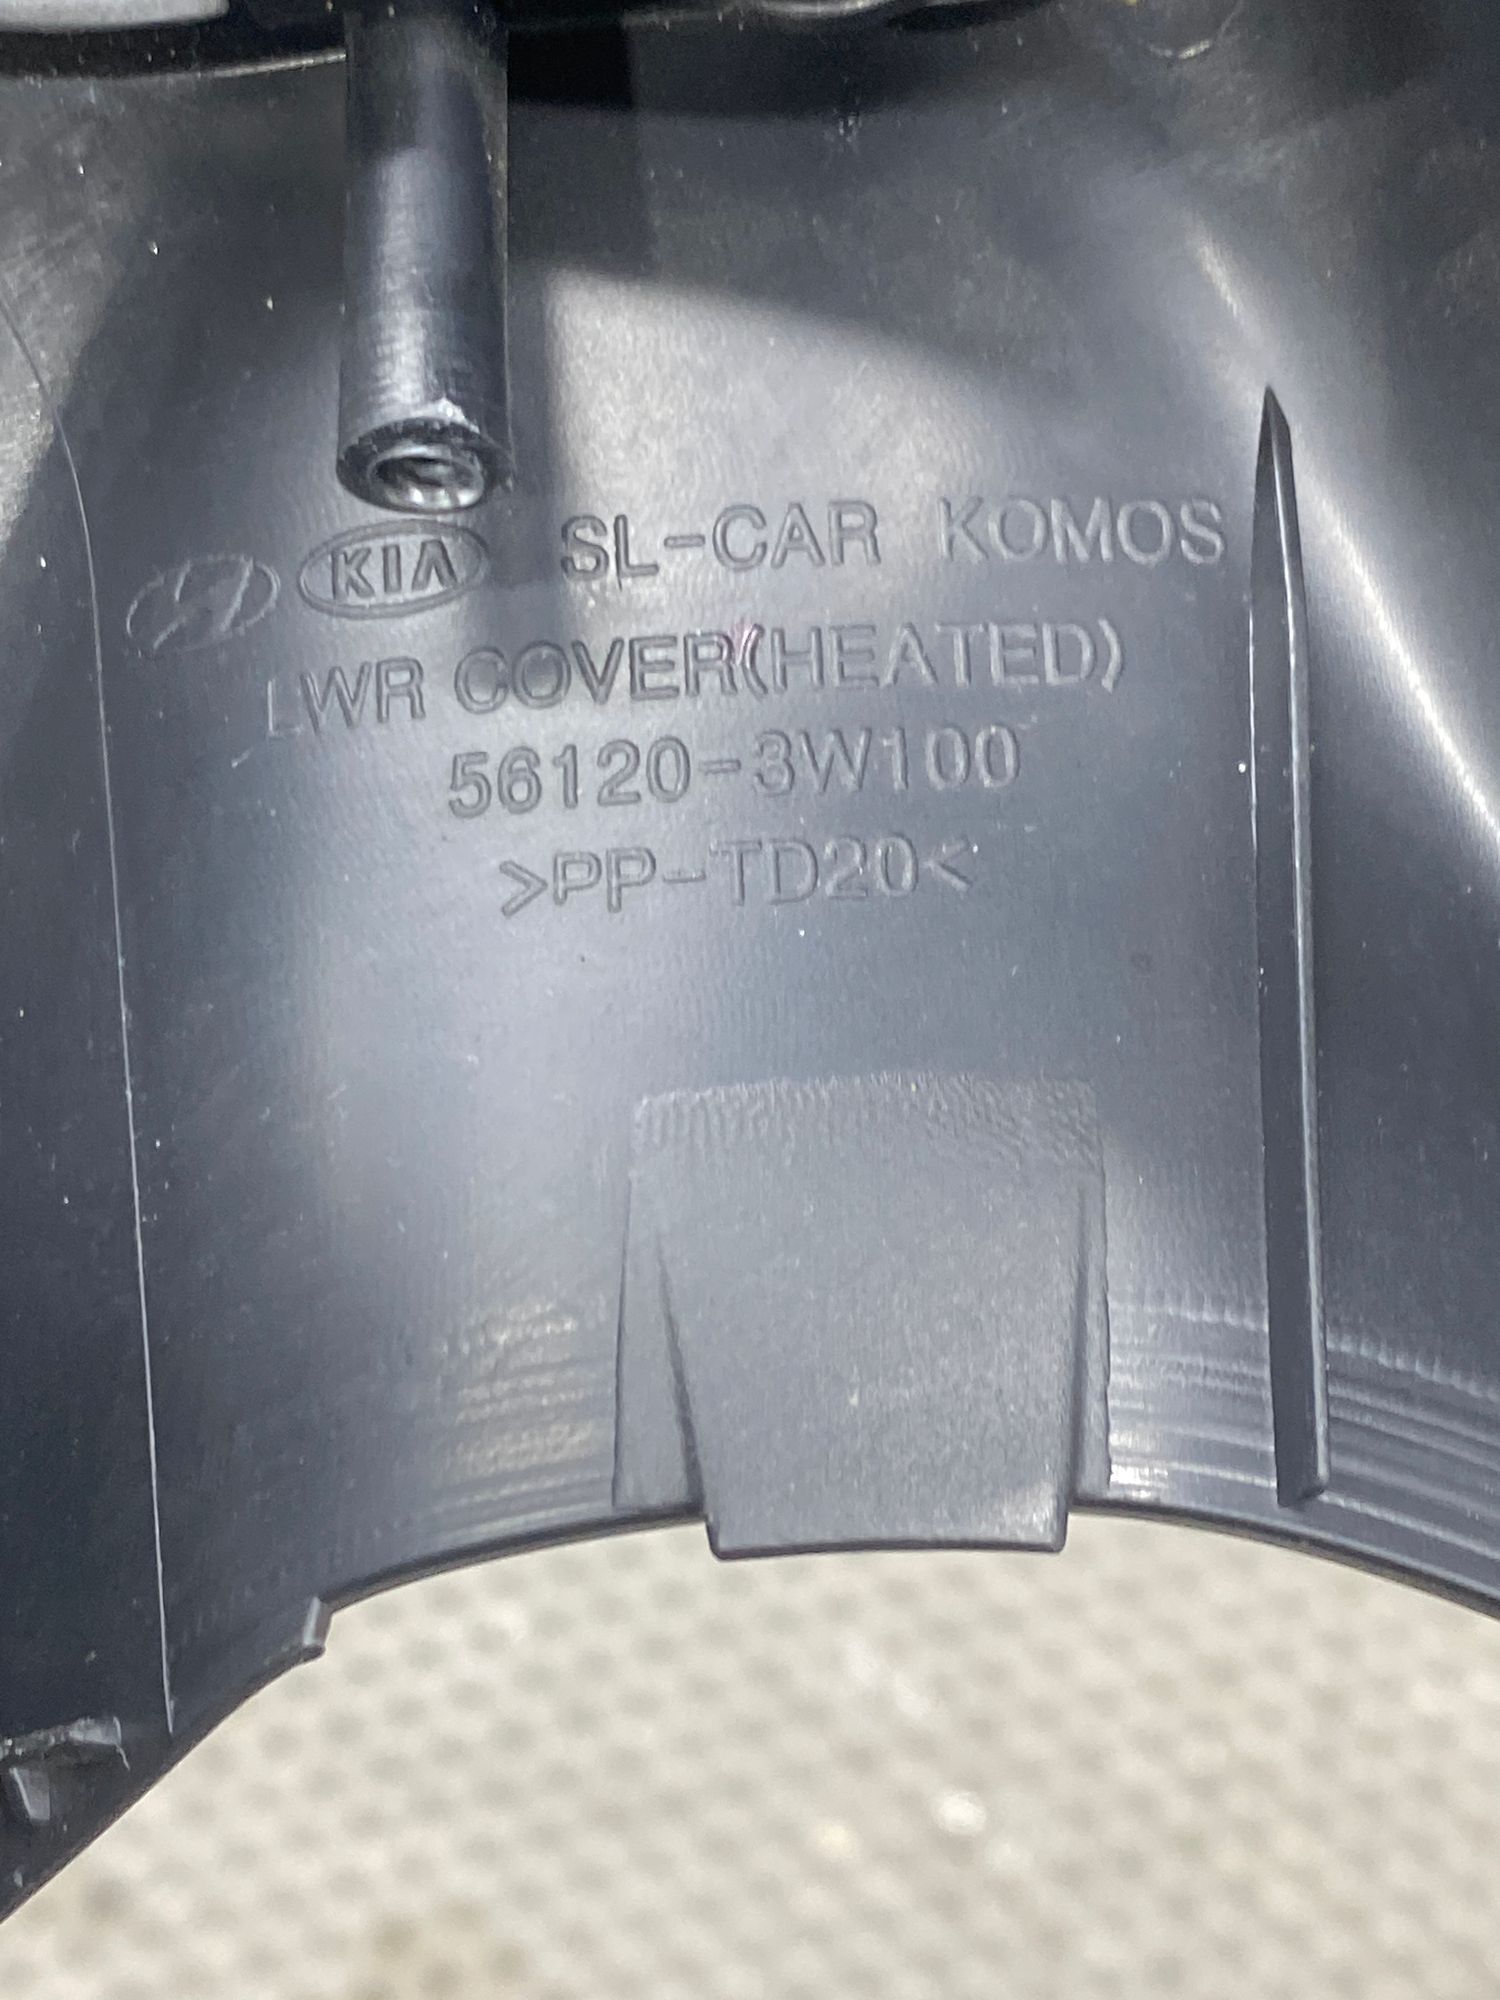 KIA SL-CAR KOMOS
LWR COVER(HEATED)
56120-3W100
>PP-TD20<